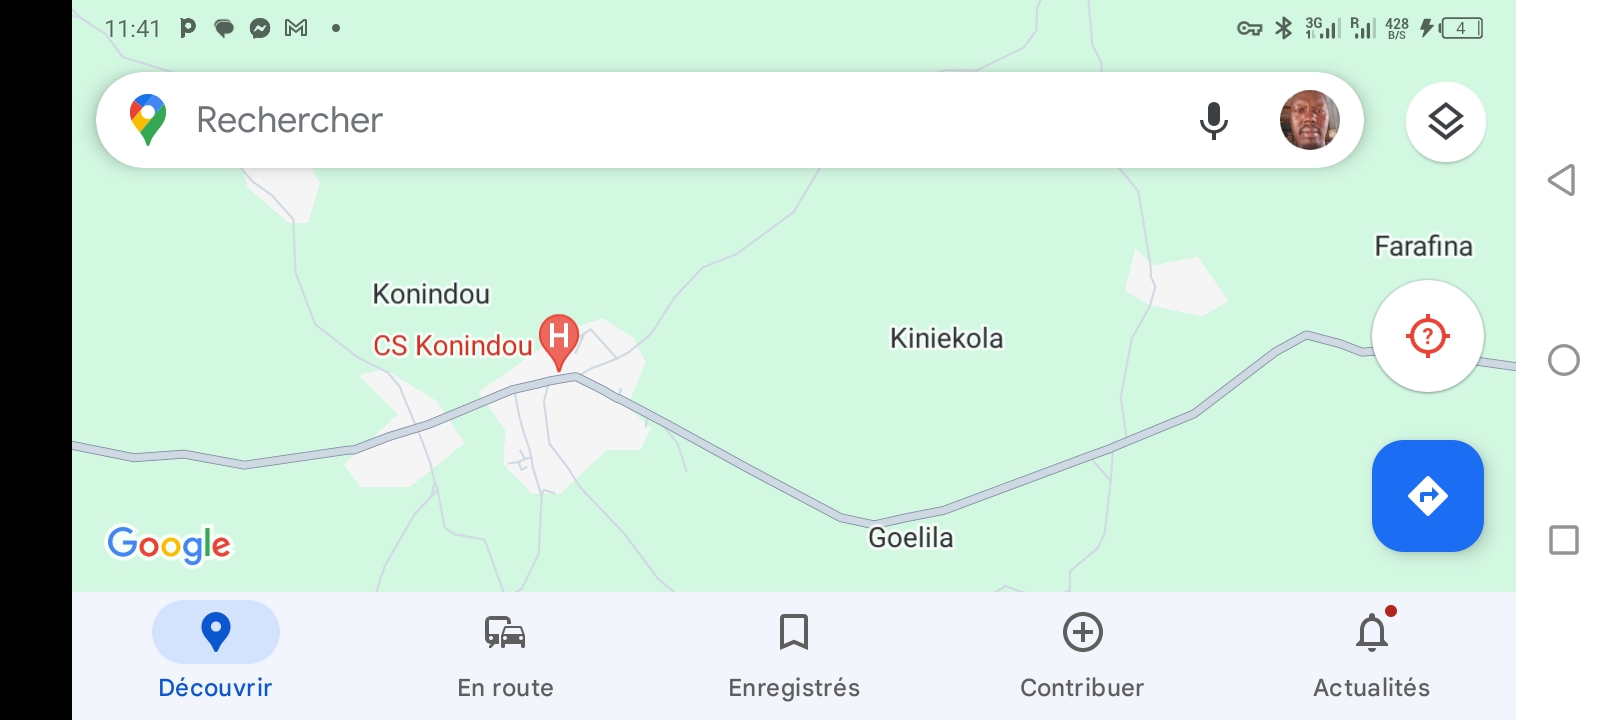 11:41
3G
R
428
B/S
4
Rechercher
Farafina
Konindou
CS Konindou
H
Kiniekola
?
Goelila
Google
Découvrir
En route
Enregistrés
Contribuer
Actualités